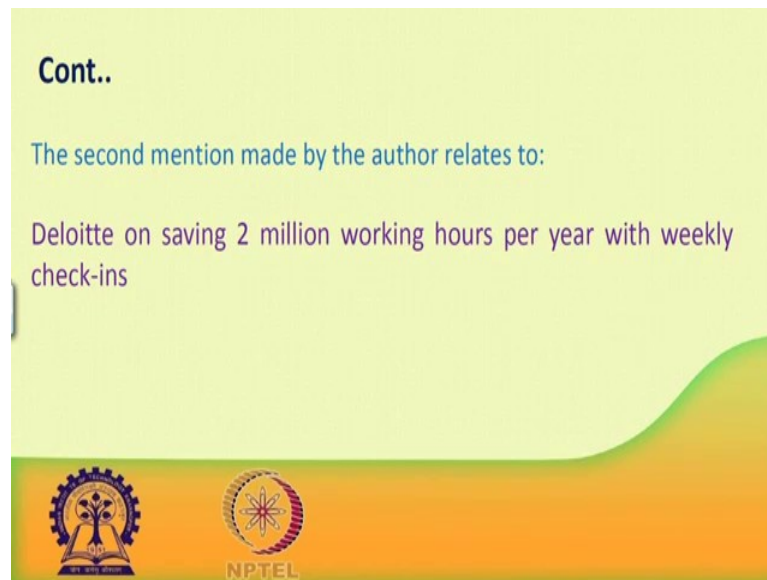 Cont..
The second mention made by the author relates to:
Deloitte on saving 2 million working hours per year with weekly
check-ins
NPTEL